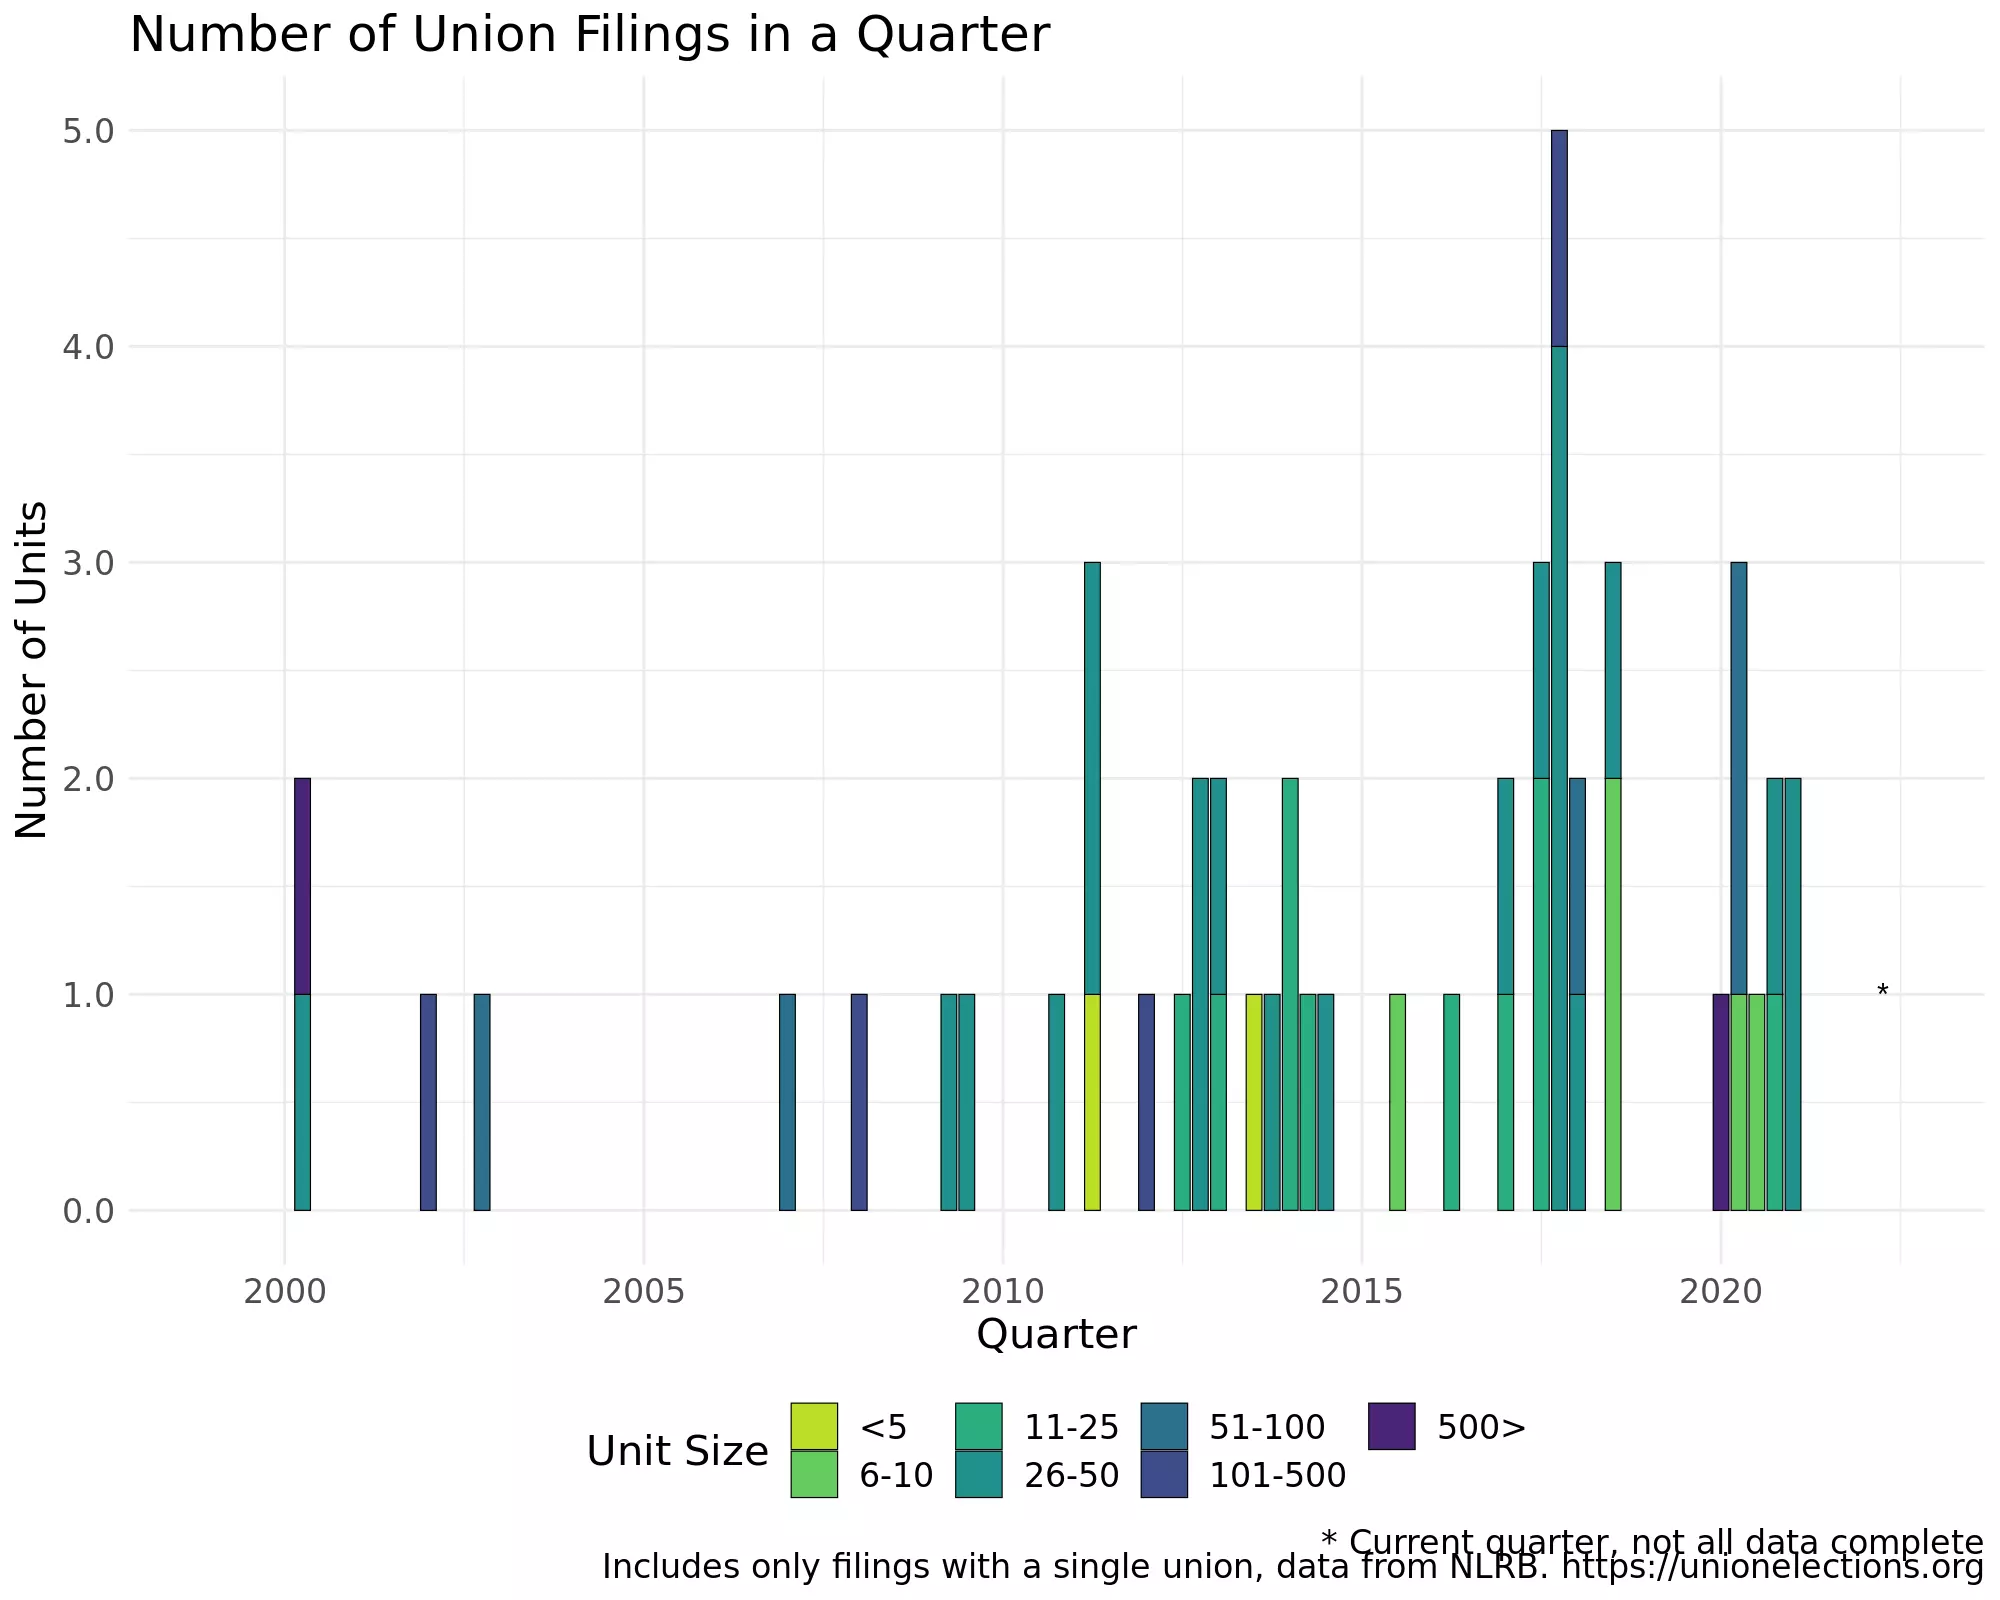 Number of Union Filings in a Quarter
Number of Units
5.0
4.0
3.0
2.0
1.0
0.0
*
2000 2005 2010 2015 2020
Quarter
Unit Size
<5 11-25 51-100 500>
6-10 26-50 101-500
* Current quarter, not all data complete
Includes only filings with a single union, data from NLRB. https://unionelections.org